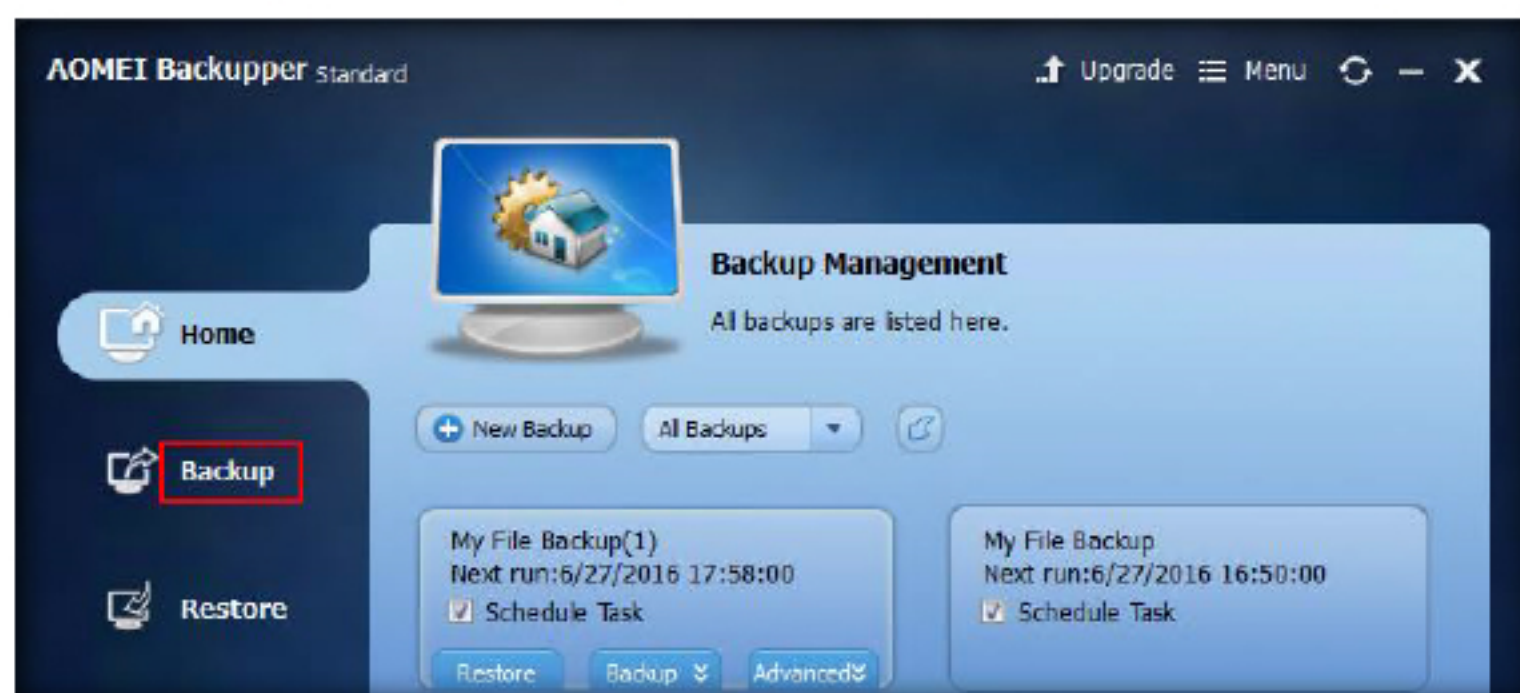 AOMEI Backupper Standard
Upgrade Menu
Backup Management
All backups are listed here.
Home
New Backup All Backups
Backup
My File Backup(1)
Next run:6/27/2016 17:58:00
Schedule Task
Restore Backup Advanced
My File Backup
Next run:6/27/2016 16:50:00
Schedule Task
Restore